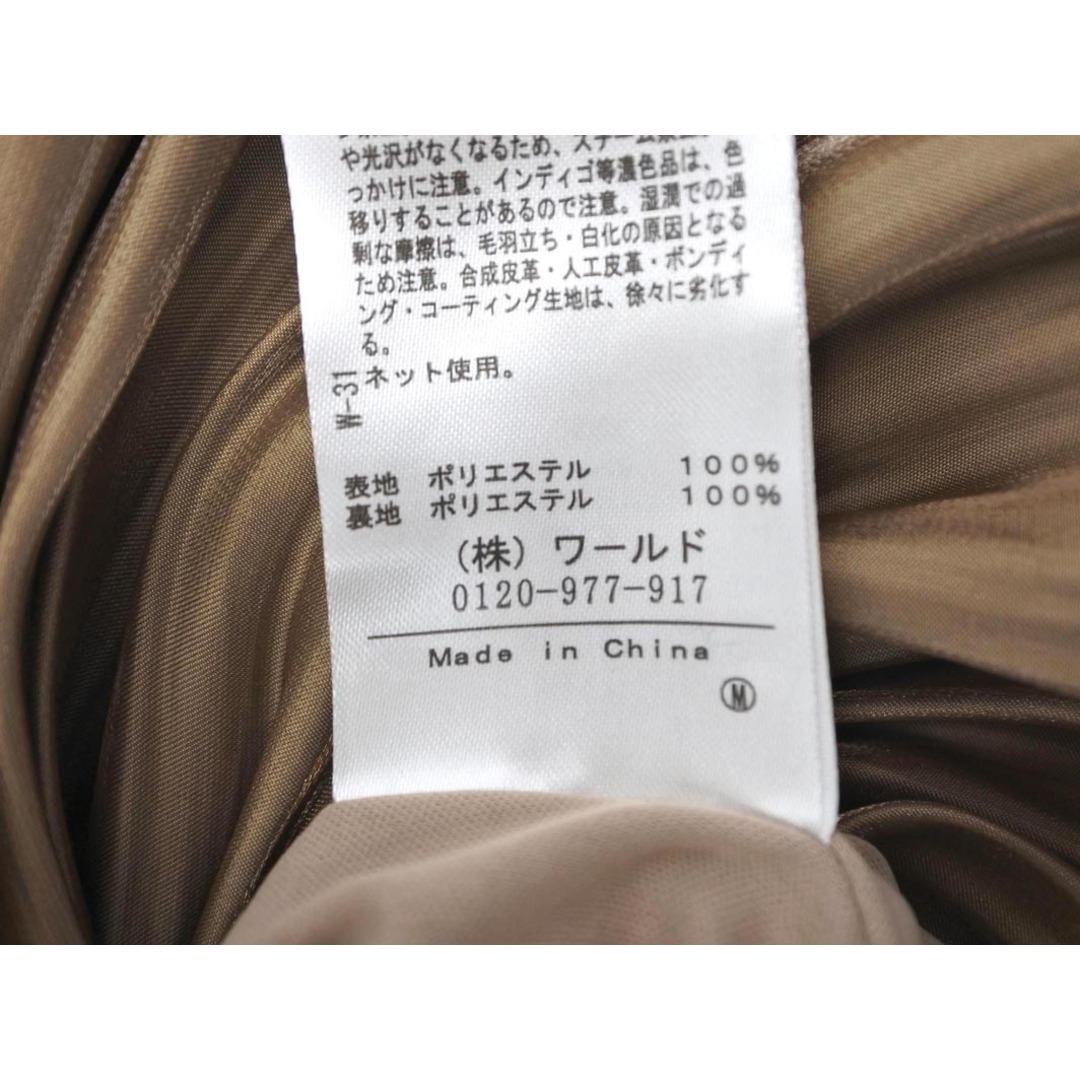 や光沢がなくなるため、スチーム
っかけに注意。インディゴ等濃色品は、色
移りすることがあるので注意。湿潤での過
剰な摩擦は、毛羽立ち・白化の原因となる
ため注意。合成皮革・人工皮革・ボンディ
ング・コーティング生地は、徐々に劣化す
る。
ネット使用。
W-31
表地 ポリエステル 100%
裏地 ポリエステル 100%
(株) ワールド
0120-977-917
Made in China
Ⓜ